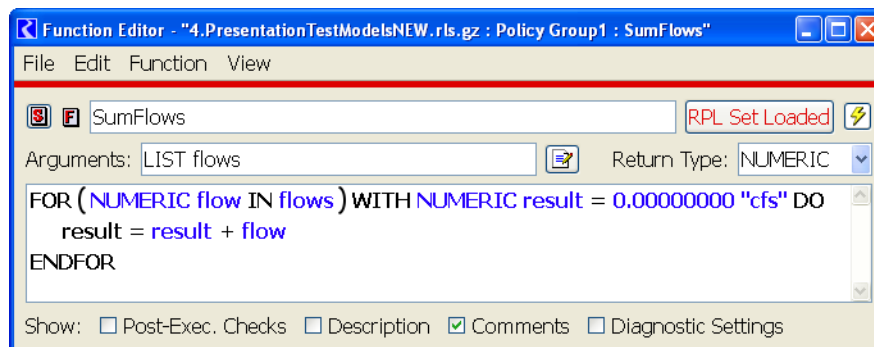 Function Editor - "4.PresentationTestModelsNEW.rls.gz : Policy Group1 : SumFlows"
File Edit Function View
S F SumFlows RPL Set Loaded
Arguments: LIST flows Return Type: NUMERIC
FOR ( NUMERIC flow IN flows ) WITH NUMERIC result = 0.00000000 "cfs" DO
result = result + flow
ENDFOR
Show: Post-Exec. Checks Description Comments Diagnostic Settings